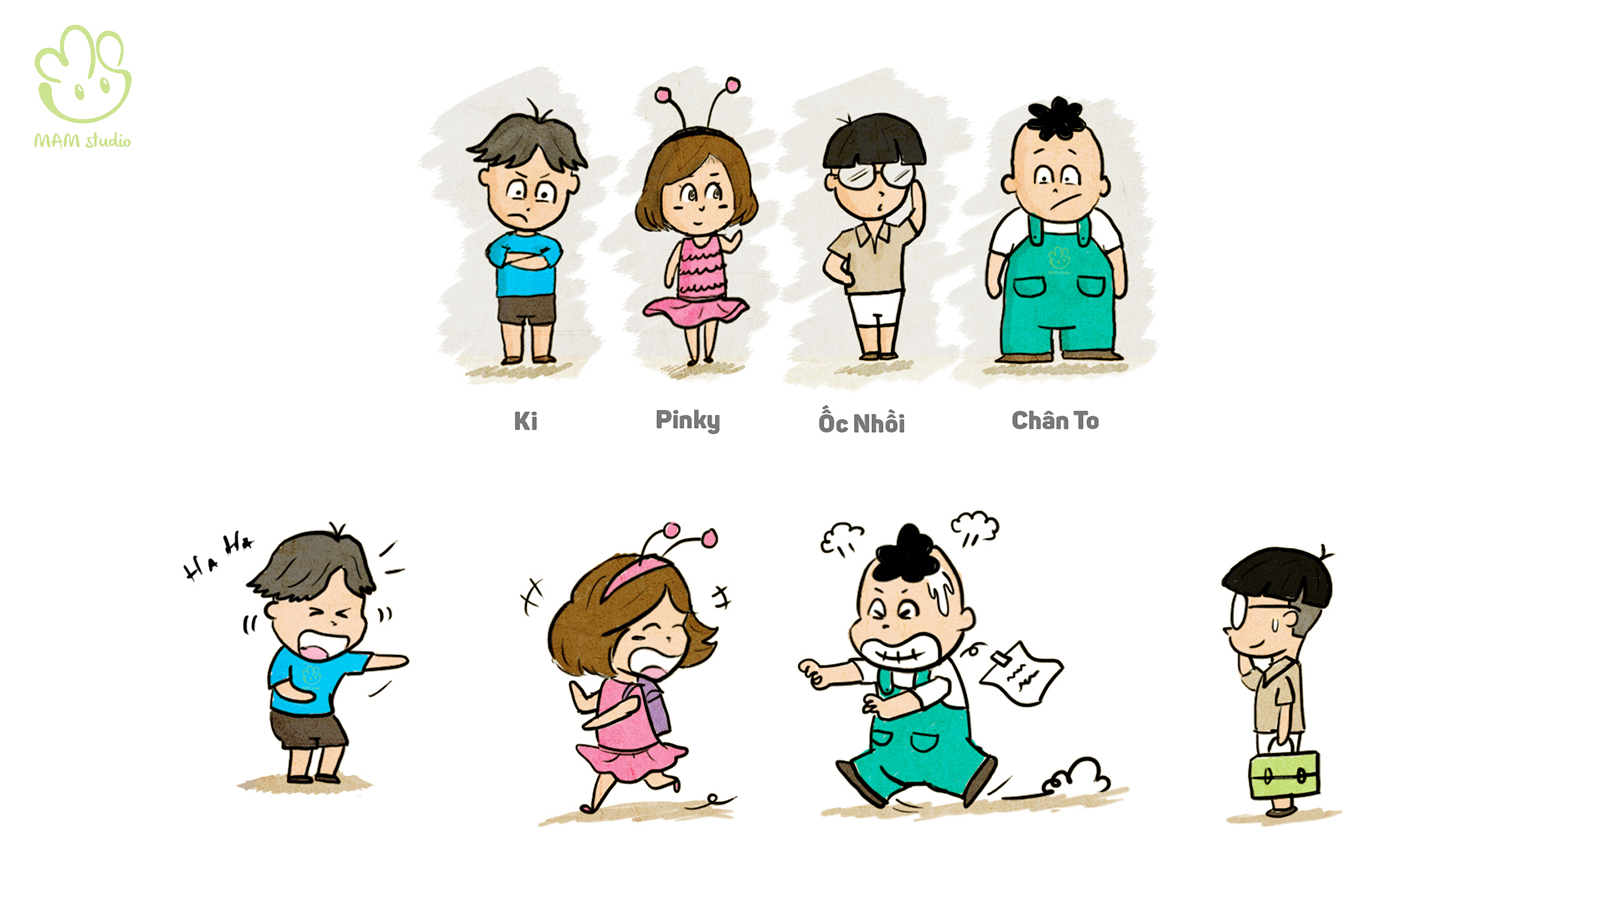 MAM studio
Ki
Pinky
Ốc Nhồi
Chân To
HA HA